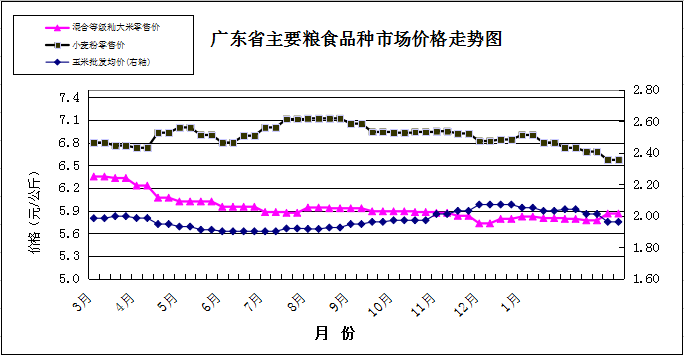 混合等级籼大米零售价
小麦粉零售价
玉米批发均价(右轴)
广东省主要粮食品种市场价格走势图
价格（元/公斤）
7.4
7.1
6.8
6.5
6.2
5.9
5.6
5.3
5.0
2.80
2.60
2.40
2.20
2.00
1.80
1.60
3月 4月 5月 6月 7月 8月 9月 10月 11月 12月 1月
月 份